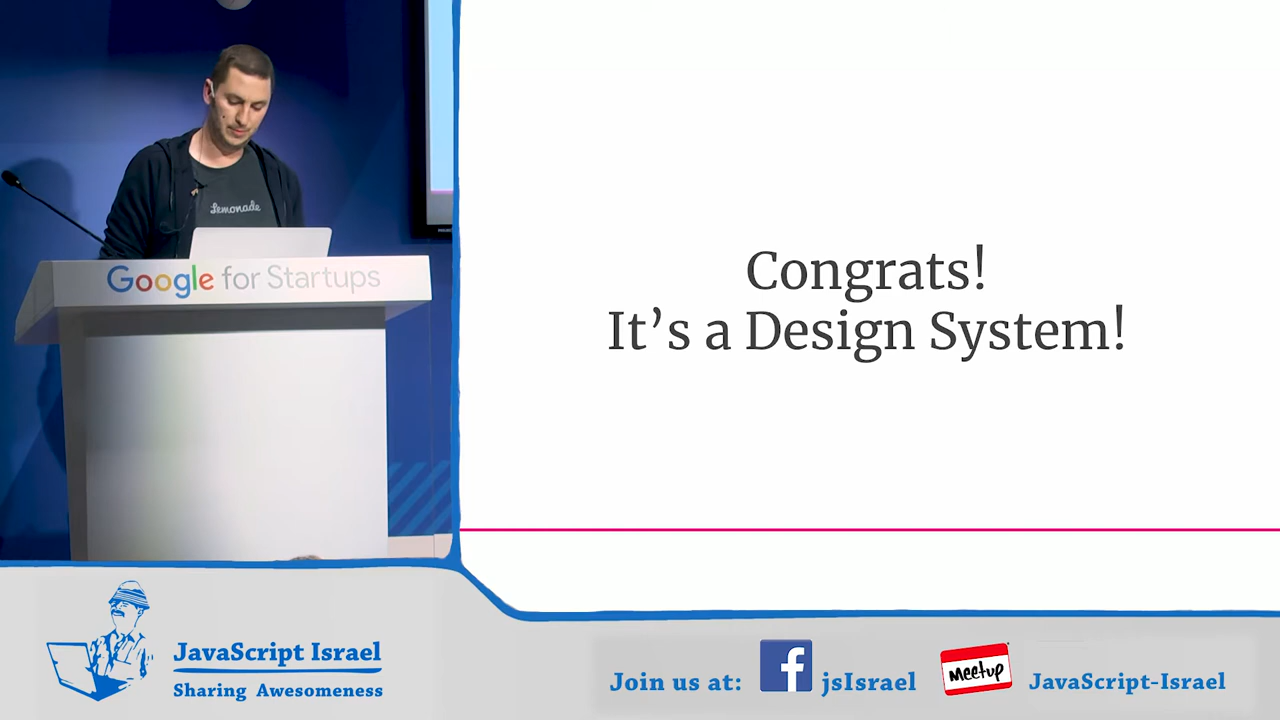 Lemonade
Google for Startups
Congrats!
It’s a Design System!
JavaScript Israel
Sharing Awesomeness
Join us at:
f
jsIsrael
Meetup
JavaScript-Israel